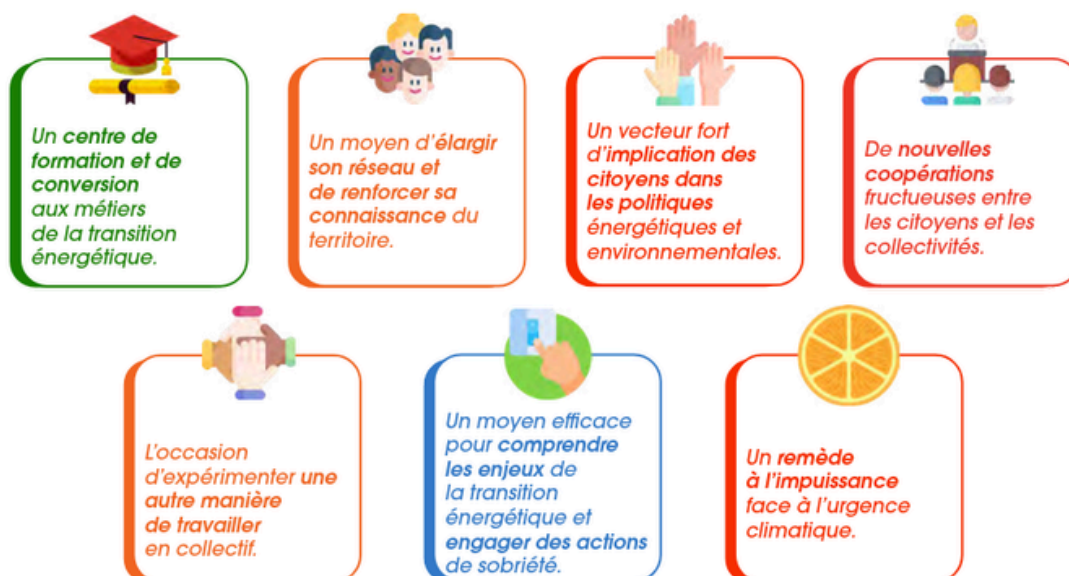 Un centre de
formation et de
conversion
aux métiers
de la transition
énergétique.
Un moyen d'élargir
son réseau et
de renforcer sa
connaissance du
territoire.
Un vecteur fort
d'implication des
citoyens dans
les politiques
énergétiques et
environnementales.
De nouvelles
coopérations
fructueuses entre
les citoyens et les
collectivités.
L'occasion
d'expérimenter une
autre manière
de travailler
en collectif.
Un moyen efficace
pour comprendre
les enjeux de
la transition
énergétique et
engager des actions
de sobriété.
Un remède
à l'impuissance
face à l'urgence
climatique.